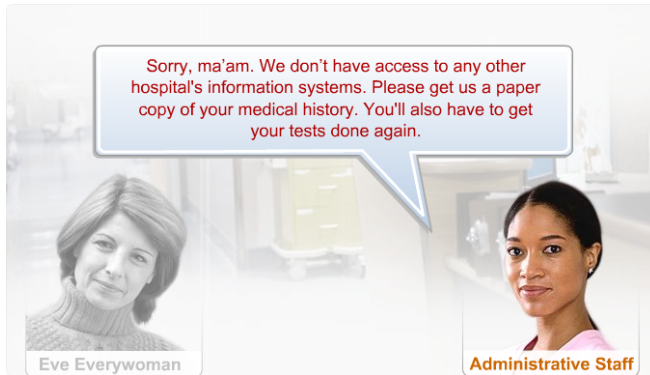 Sorry, ma'am. We don't have access to any other
hospital's information systems. Please get us a paper
copy of your medical history. You'll also have to get
your tests done again.
Eve Everywoman
Administrative Staff